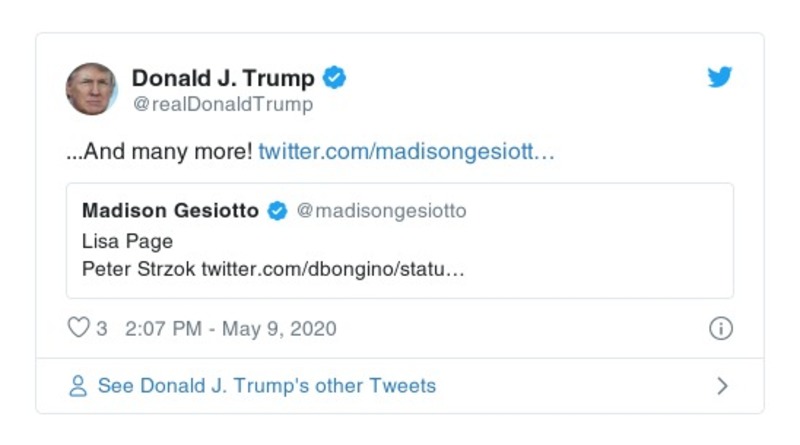 Donald J. Trump
@realDonaldTrump
...And many more! twitter.com/madisongesiott…
Madison Gesiotto @madisongesiotto
Lisa Page
Peter Strzok twitter.com/dbongino/statu…
3 2:07 PM - May 9, 2020
See Donald J. Trump's other Tweets